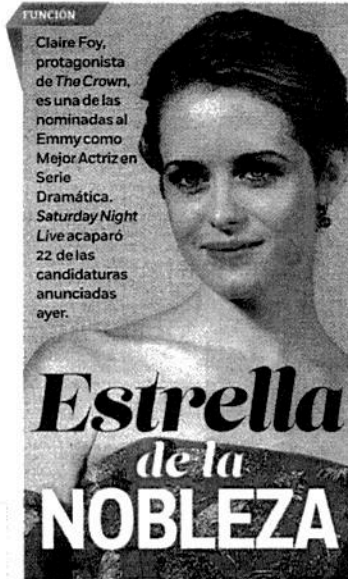 FUNCIÓN
Claire Foy,
protagonista
de The Crown,
es una de las
nominadas al
Emmy como
Mejor Actriz en
Serie
Dramática.
Saturday Night
Live acaparó
22 de las
candidaturas
anunciadas
ayer.
Estrella
de la
NOBLEZA